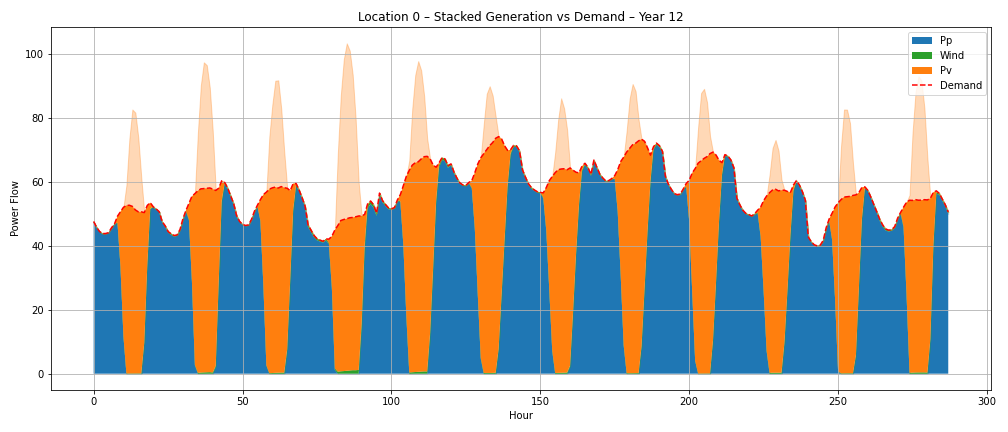 Location 0 – Stacked Generation vs Demand – Year 12
Power Flow
100
80
60
40
20
0
0
50
100
150
200
250
300
Hour
Pp
Wind
Pv
Demand